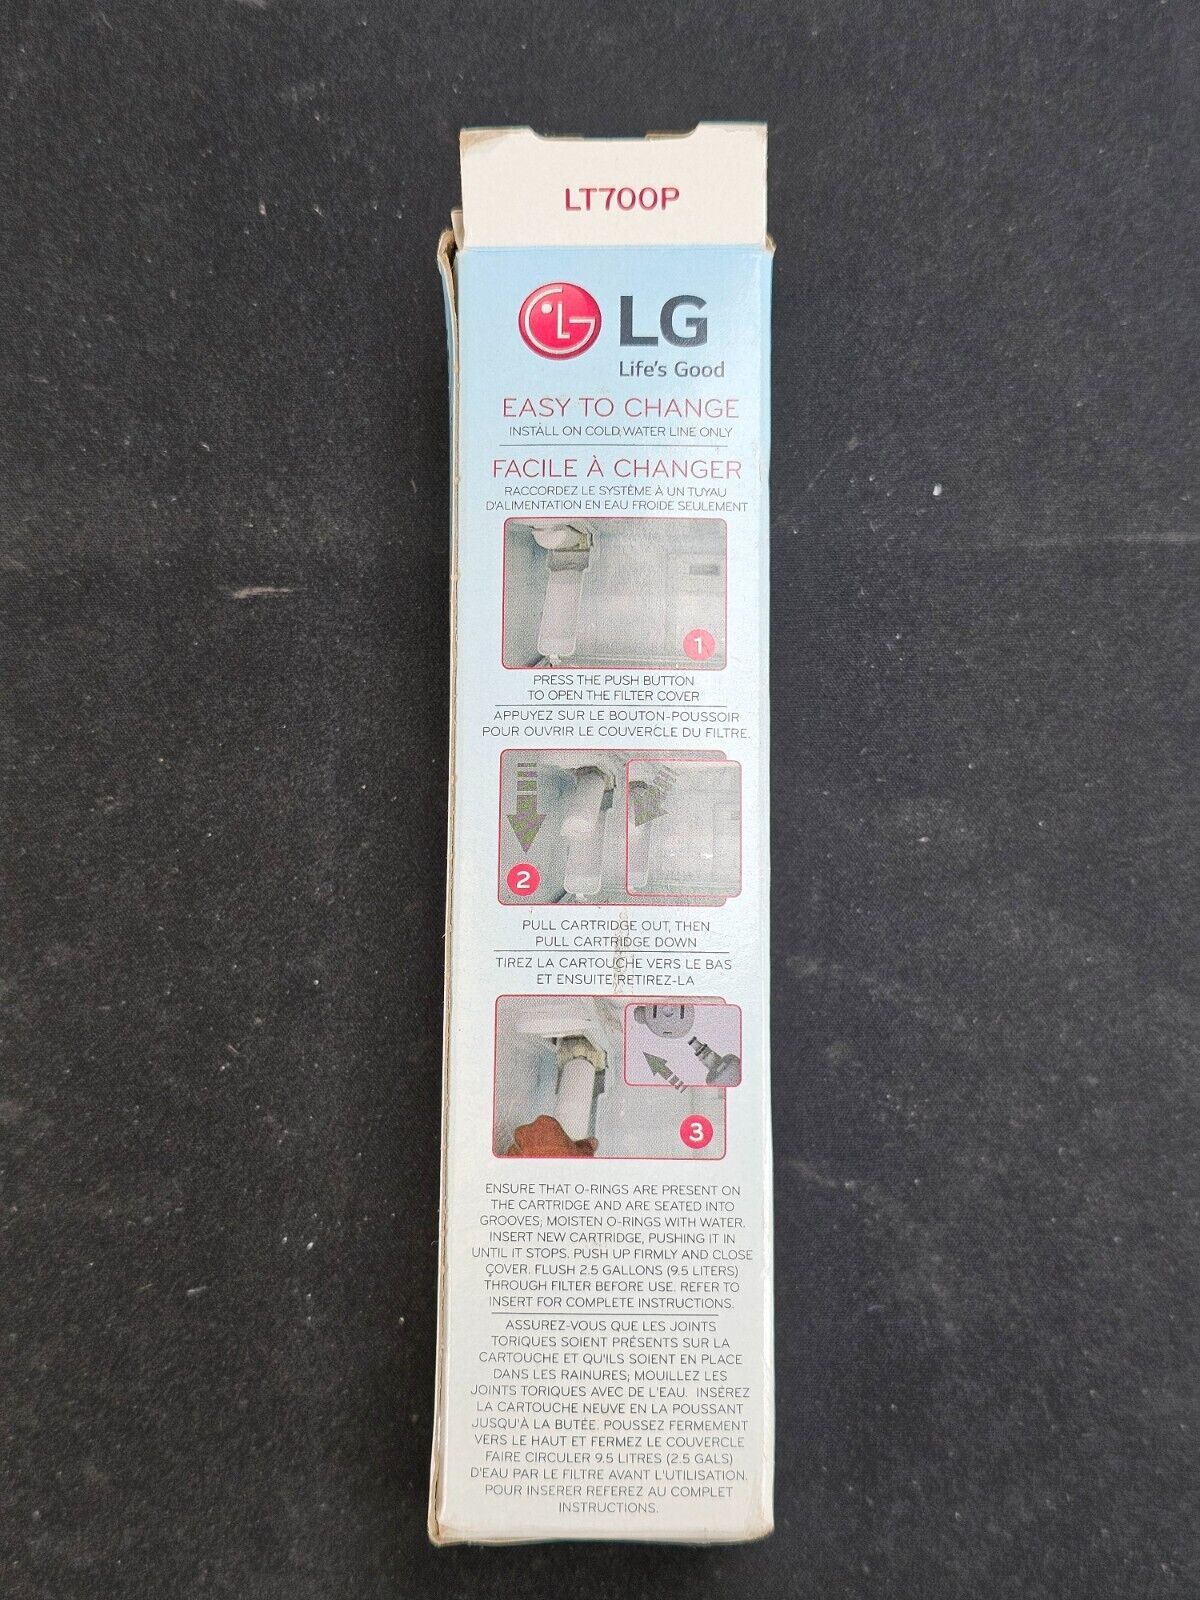 LT700P
LG
Life's Good
EASY TO CHANGE
INSTALL ON COLD WATER LINE ONLY
FACILE À CHANGER
RACCORDEZ LE SYSTÈME À UN TUYAU
D'ALIMENTATION EN EAU FROIDE SEULEMENT
1
PRESS THE PUSH BUTTON
TO OPEN THE FILTER COVER
APPUYEZ SUR LE BOUTON-POUSSOIR
POUR OUVRIR LE COUVERCLE DU FILTRE.
2
PULL CARTRIDGE OUT, THEN
PULL CARTRIDGE DOWN
TIREZ LA CARTOUCHE VERS LE BAS
ET ENSUITE RETIREZ-LA
3
ENSURE THAT O-RINGS ARE PRESENT ON
THE CARTRIDGE AND ARE SEATED INTO
GROOVES; MOISTEN O-RINGS WITH WATER.
INSERT NEW CARTRIDGE, PUSHING IT IN
UNTIL IT STOPS. PUSH UP FIRMLY AND CLOSE
COVER. FLUSH 2.5 GALLONS (9.5 LITERS)
THROUGH FILTER BEFORE USE. REFER TO
INSERT FOR COMPLETE INSTRUCTIONS.
ASSUREZ-VOUS QUE LES JOINTS
TORIQUES SOIENT PRÉSENTS SUR LA
CARTOUCHE ET QU'ILS SOIENT EN PLACE
DANS LES RAINURES; MOUILLEZ LES
JOINTS TORIQUES AVEC DE L'EAU. INSÉREZ
LA CARTOUCHE NEUVE EN LA POUSSANT
JUSQU'À LA BUTÉE. POUSSEZ FERMEMENT
VERS LE HAUT ET FERMEZ LE COUVERCLE
FAIRE CIRCULER 9.5 LITRES (2.5 GALS)
D'EAU PAR LE FILTRE AVANT L'UTILISATION.
POUR INSERER REFEREZ AU COMPLET
INSTRUCTIONS.